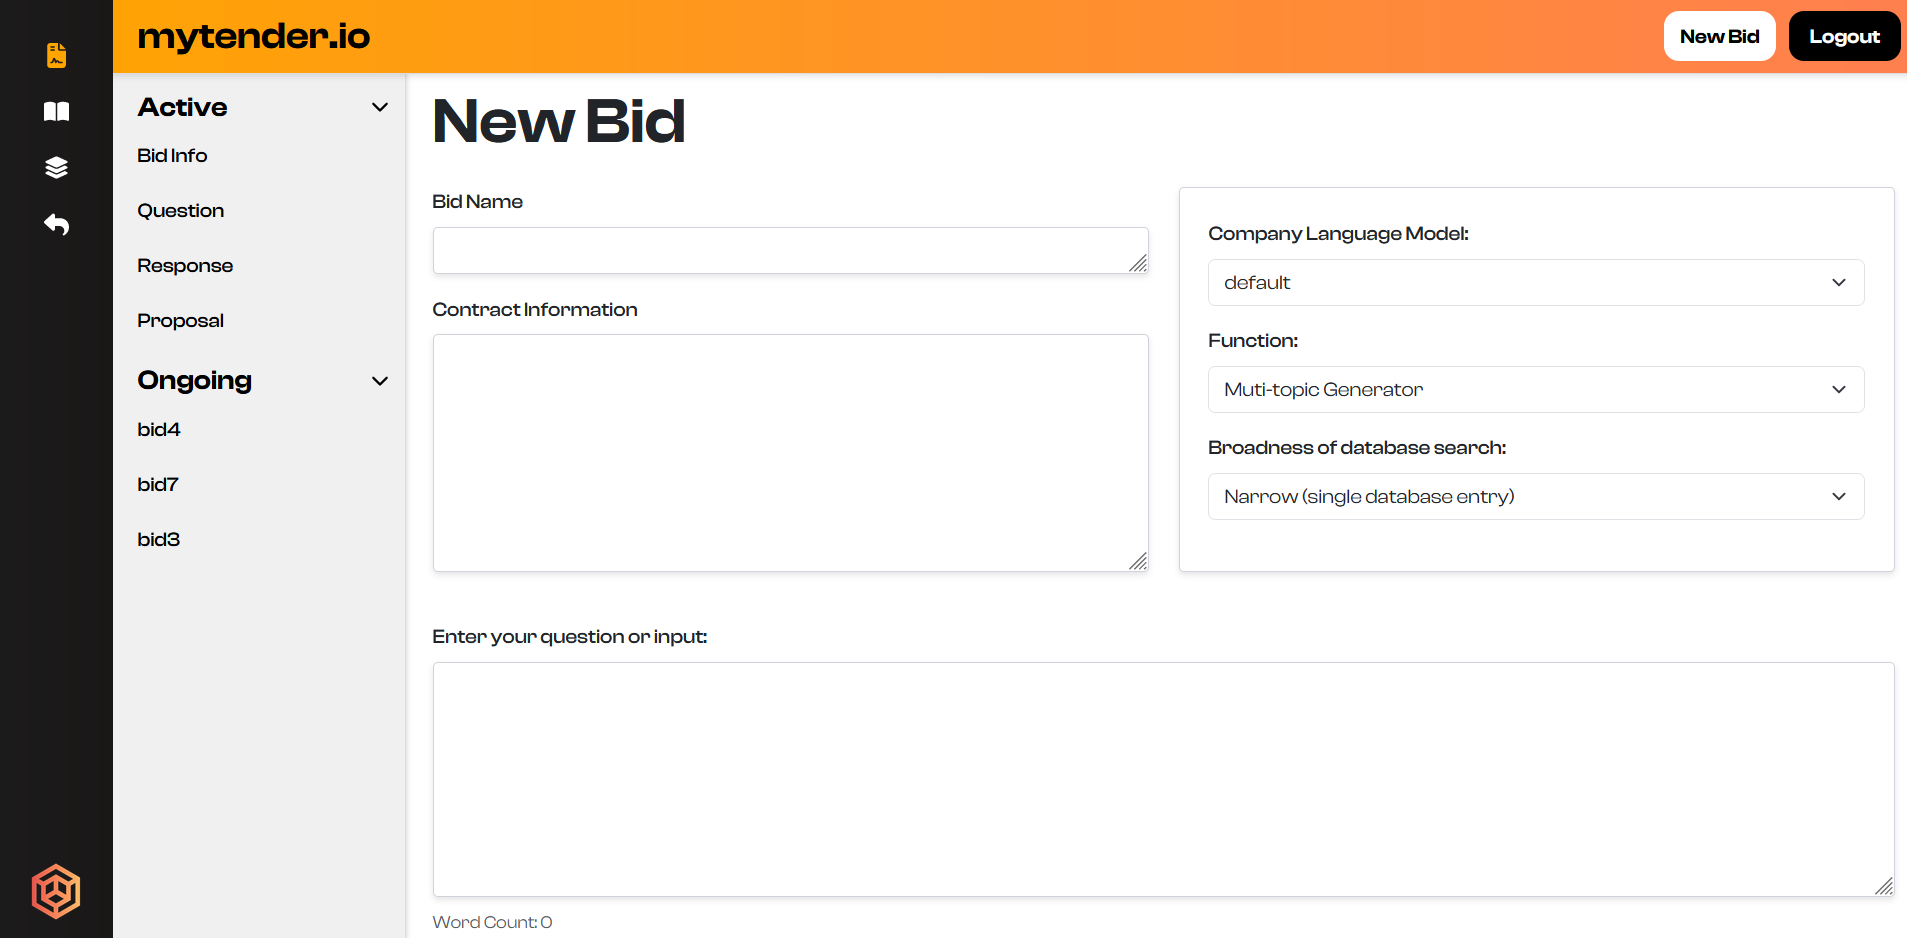 mytender.io
New Bid
Logout
Active
Bid Info
Question
Response
Proposal
Ongoing
bid4
bid7
bid3
New Bid
Bid Name
Contract Information
Company Language Model:
default
Function:
Muti-topic Generator
Broadness of database search:
Narrow (single database entry)
Enter your question or input:
Word Count: 0